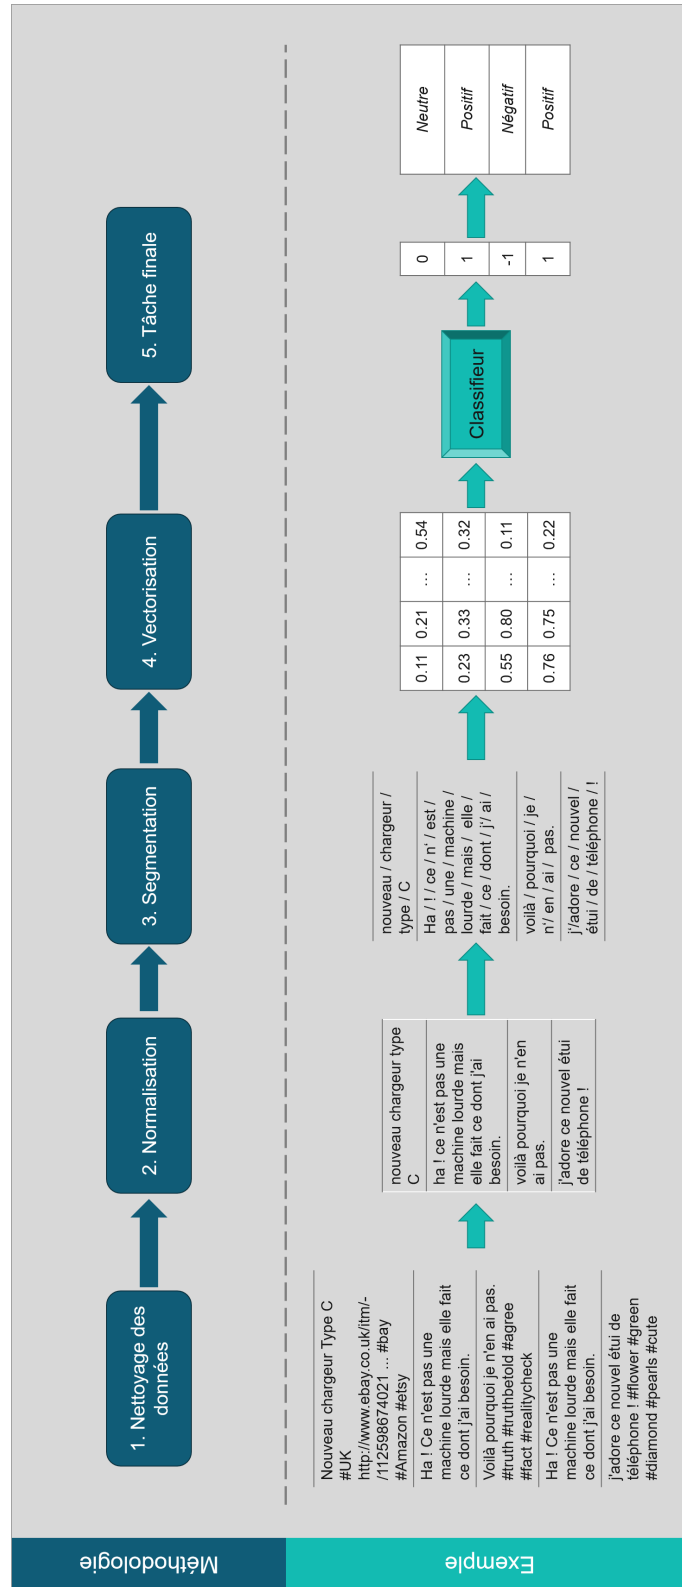 Méthodologie
1. Nettoyage des
données
2. Normalisation
3. Segmentation
4. Vectorisation
5. Tâche finale
Exemple
Nouveau chargeur Type C
#UK
http://www.ebay.co.uk/itm/-
/112598674021 ... #bay
#Amazon #etsy
Ha ! Ce n'est pas une
machine lourde mais elle fait
ce dont j'ai besoin.
Voilà pourquoi je n'en ai pas.
#truth #truthbetold #agree
#fact #realitycheck
Ha ! Ce n'est pas une
machine lourde mais elle fait
ce dont j'ai besoin.
j'adore ce nouvel étui de
téléphone ! #flower #green
#diamond #pearls #cute
nouveau chargeur type
C
ha ! ce n'est pas une
machine lourde mais
elle fait ce dont j'ai
besoin.
voilà pourquoi je n'en
ai pas.
j'adore ce nouvel étui
de téléphone !
nouveau / chargeur /
type / C
Ha / ! / ce / n' / est /
pas / une / machine /
lourde / mais / elle /
fait / ce / dont / j'/ ai /
besoin.
voilà / pourquoi / je /
n'/ en / ai / pas.
j'/adore / ce / nouvel /
étui / de / téléphone / !
0.11 0.21 ... 0.54
0.23 0.33 ... 0.32
0.55 0.80 ... 0.11
0.76 0.75 ... 0.22
Classifieur
0
1
-1
1
Neutre
Positif
Négatif
Positif